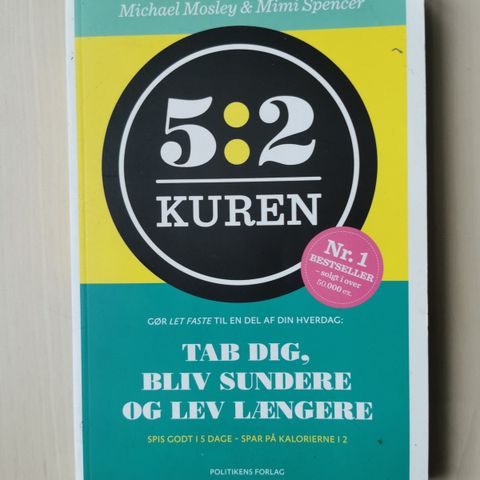 Michael Mosley & Mimi Spencer
5:2
KUREN
Nr. 1
BESTSELLER
– solgt i over
50.000 ex.
GØR LET FASTE TIL EN DEL AF DIN HVERDAG:
TAB DIG,
BLIV SUNDERE
OG LEV LÆNGERE
SPIS GODT I 5 DAGE – SPAR PÅ KALORIERNE I 2
POLITIKENS FORLAG